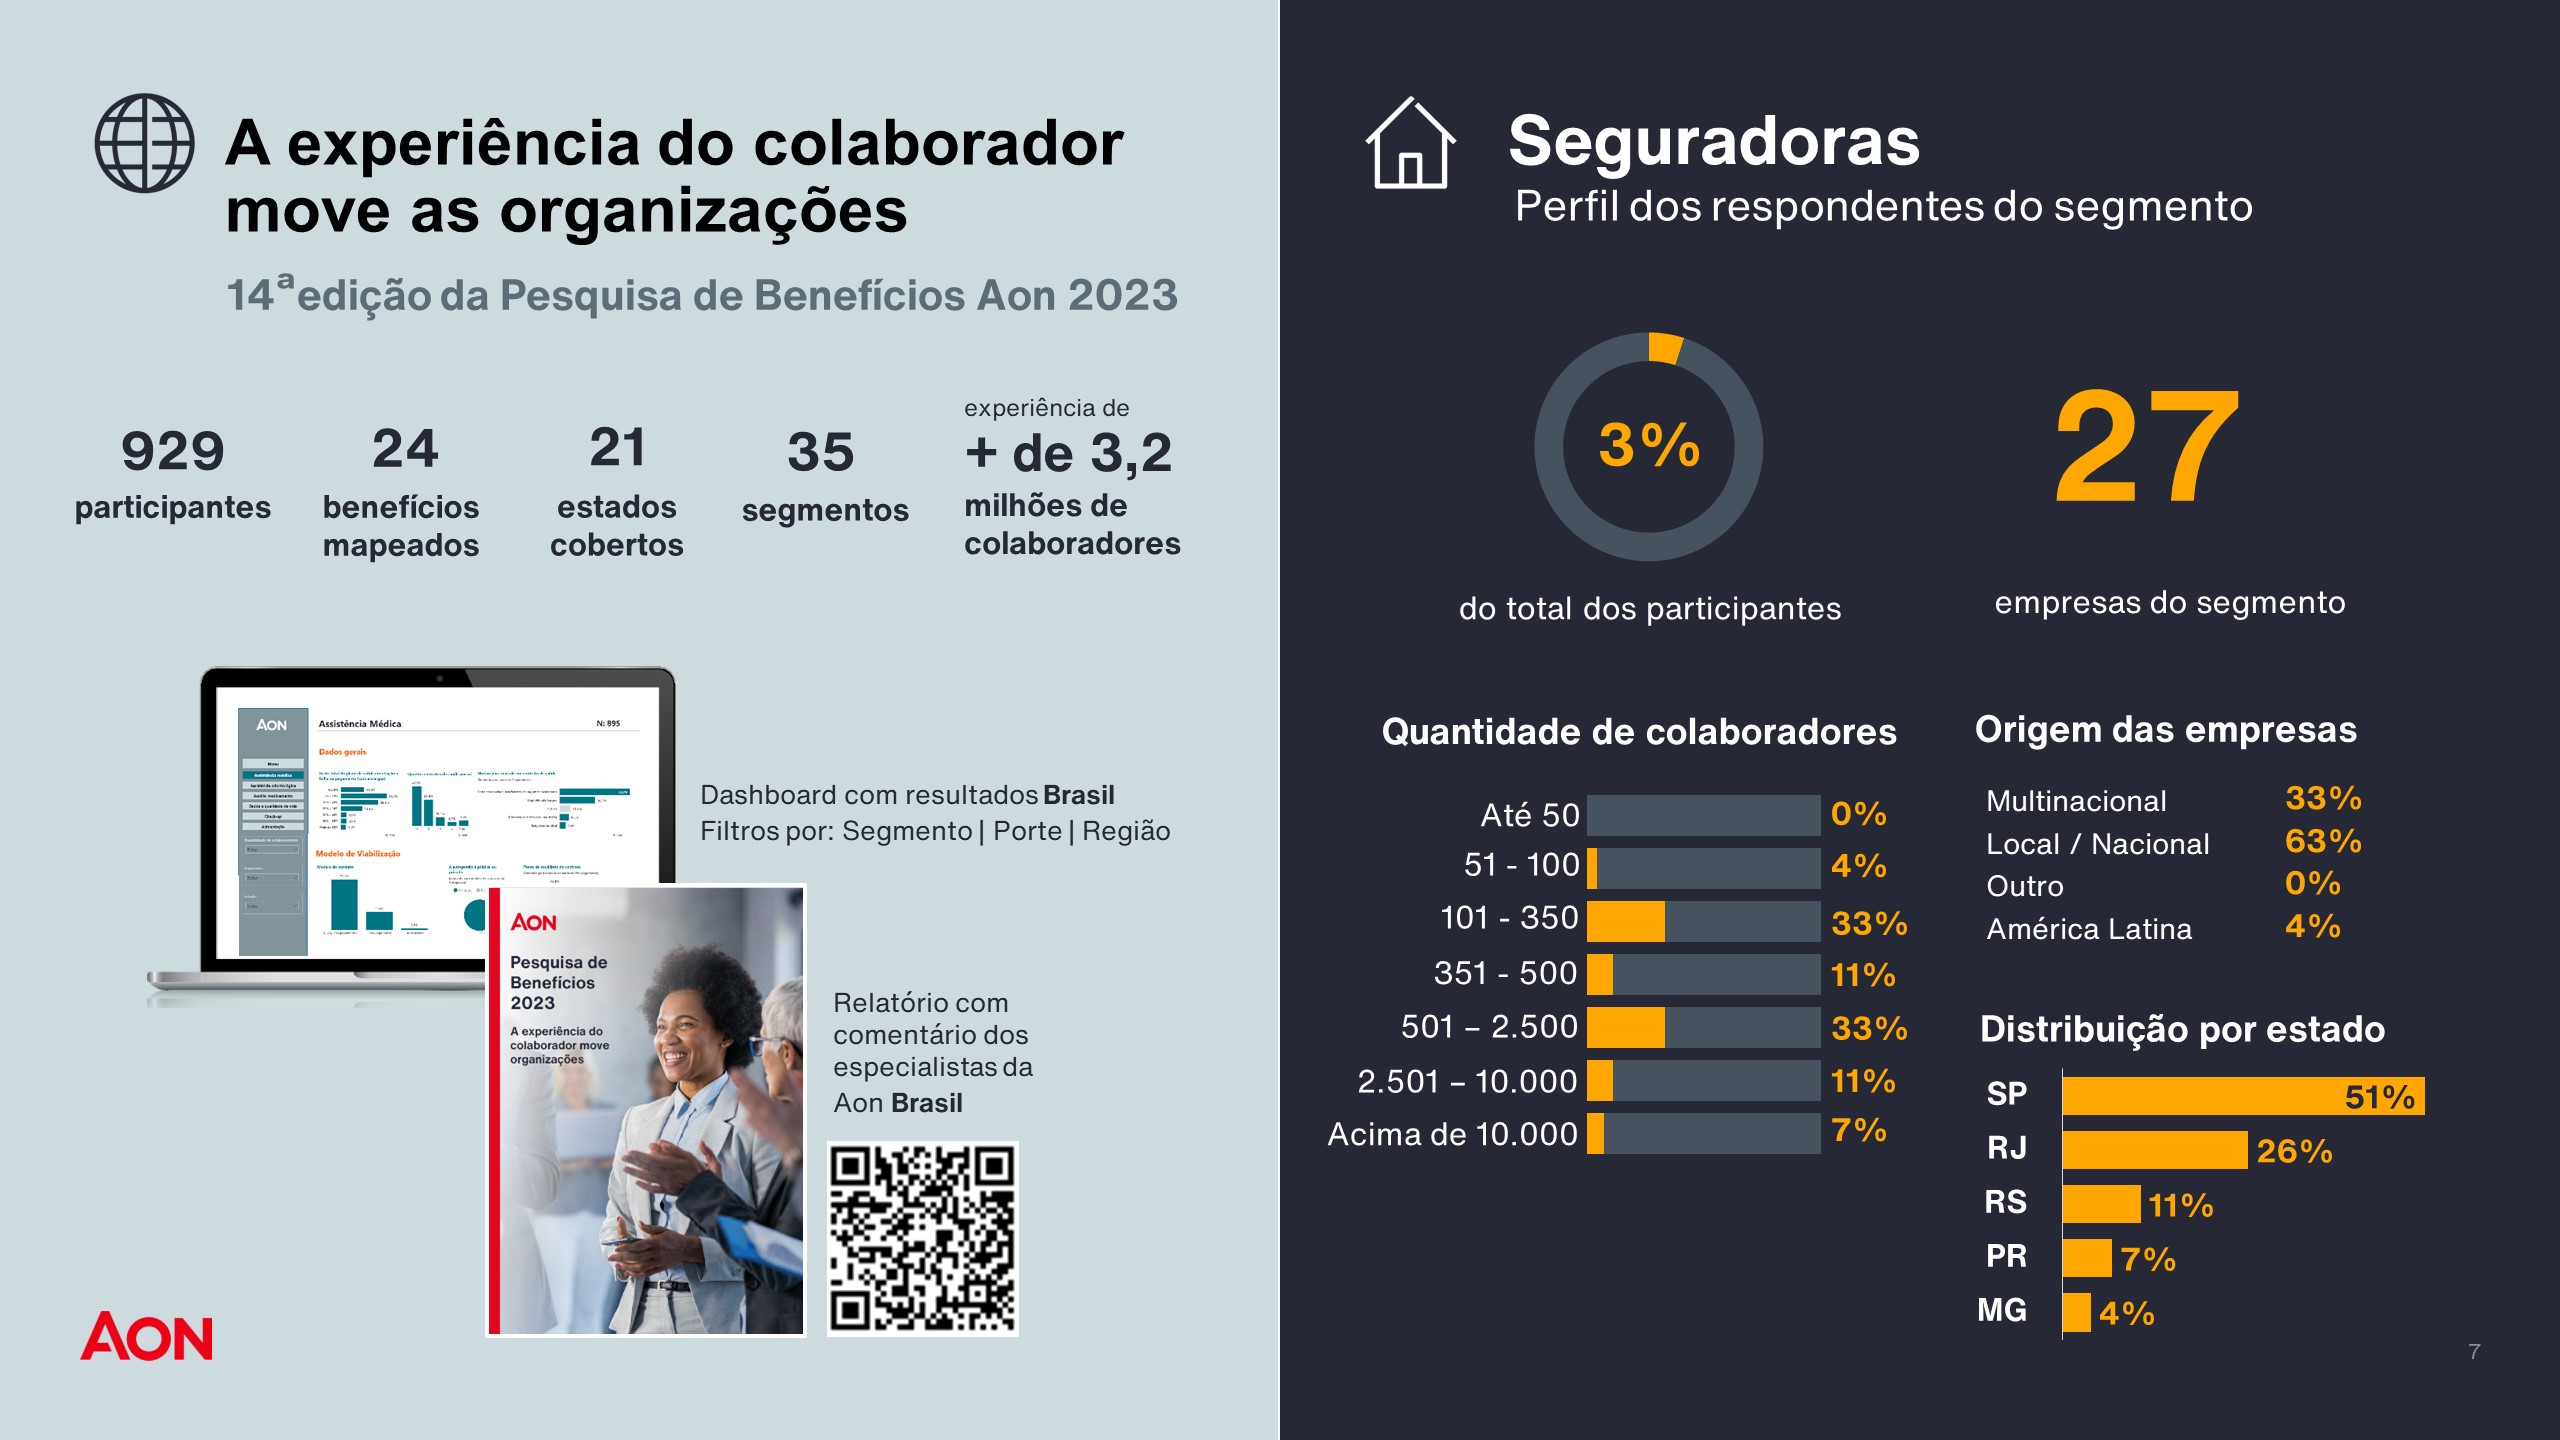 A experiência do colaborador
move as organizações
14ª edição da Pesquisa de Benefícios Aon 2023
929
participantes
24
benefícios
mapeados
21
estados
cobertos
35
segmentos
experiência de
+ de 3,2
milhões de
colaboradores
AON
Assistência Médica
N: 895
Dados gerais
Modelo de Viabilização
Dashboard com resultados Brasil
Filtros por: Segmento | Porte | Região
AON
Pesquisa de
Benefícios
2023
A experiência do
colaborador move
organizações
Relatório com
comentário dos
especialistas da
Aon Brasil
AON
Seguradoras
Perfil dos respondentes do segmento
3%
do total dos participantes
27
empresas do segmento
Quantidade de colaboradores
Até 50 0%
51 - 100 4%
101 - 350 33%
351 - 500 11%
501 – 2.500 33%
2.501 – 10.000 11%
Acima de 10.000 7%
Origem das empresas
Multinacional 33%
Local / Nacional 63%
Outro 0%
América Latina 4%
Distribuição por estado
SP 51%
RJ 26%
RS 11%
PR 7%
MG 4%
7